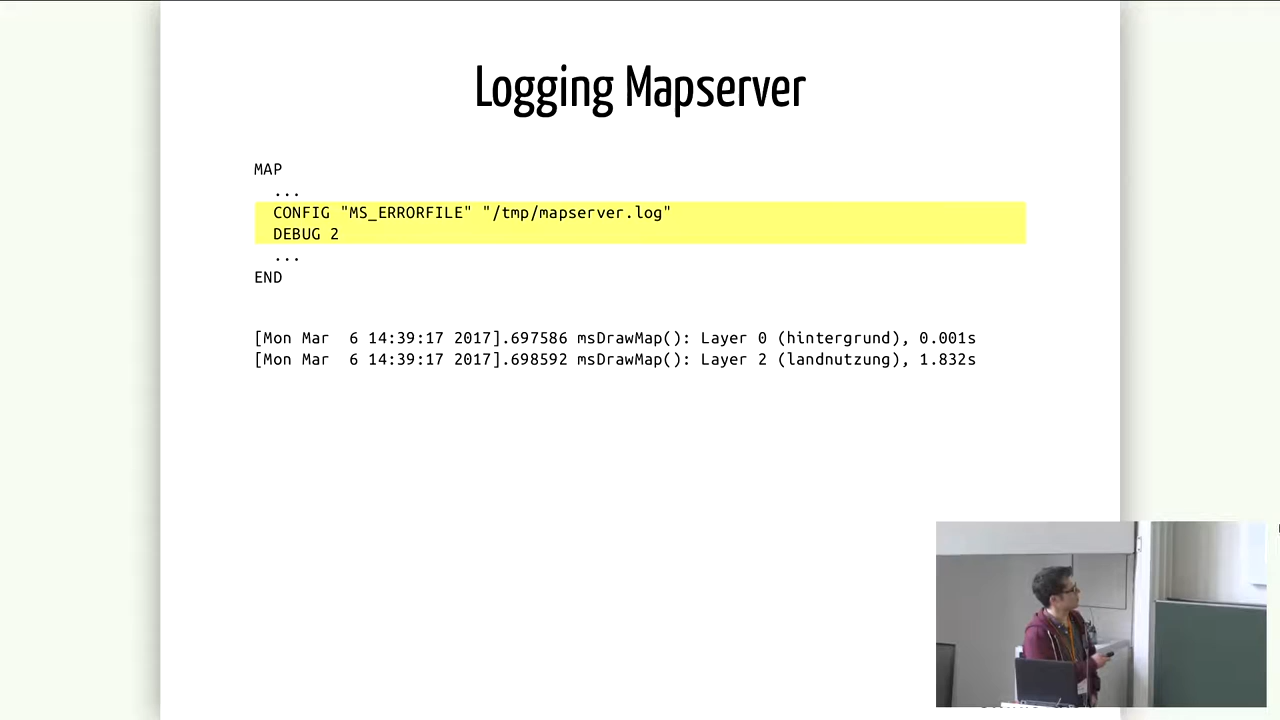 Logging Mapserver
MAP
...
CONFIG "MS_ERRORFILE" "/tmp/mapserver.log"
DEBUG 2
...
END
[Mon Mar  6 14:39:17 2017].697586 msDrawMap(): Layer 0 (hintergrund), 0.001s
[Mon Mar  6 14:39:17 2017].698592 msDrawMap(): Layer 2 (landnutzung), 1.832s